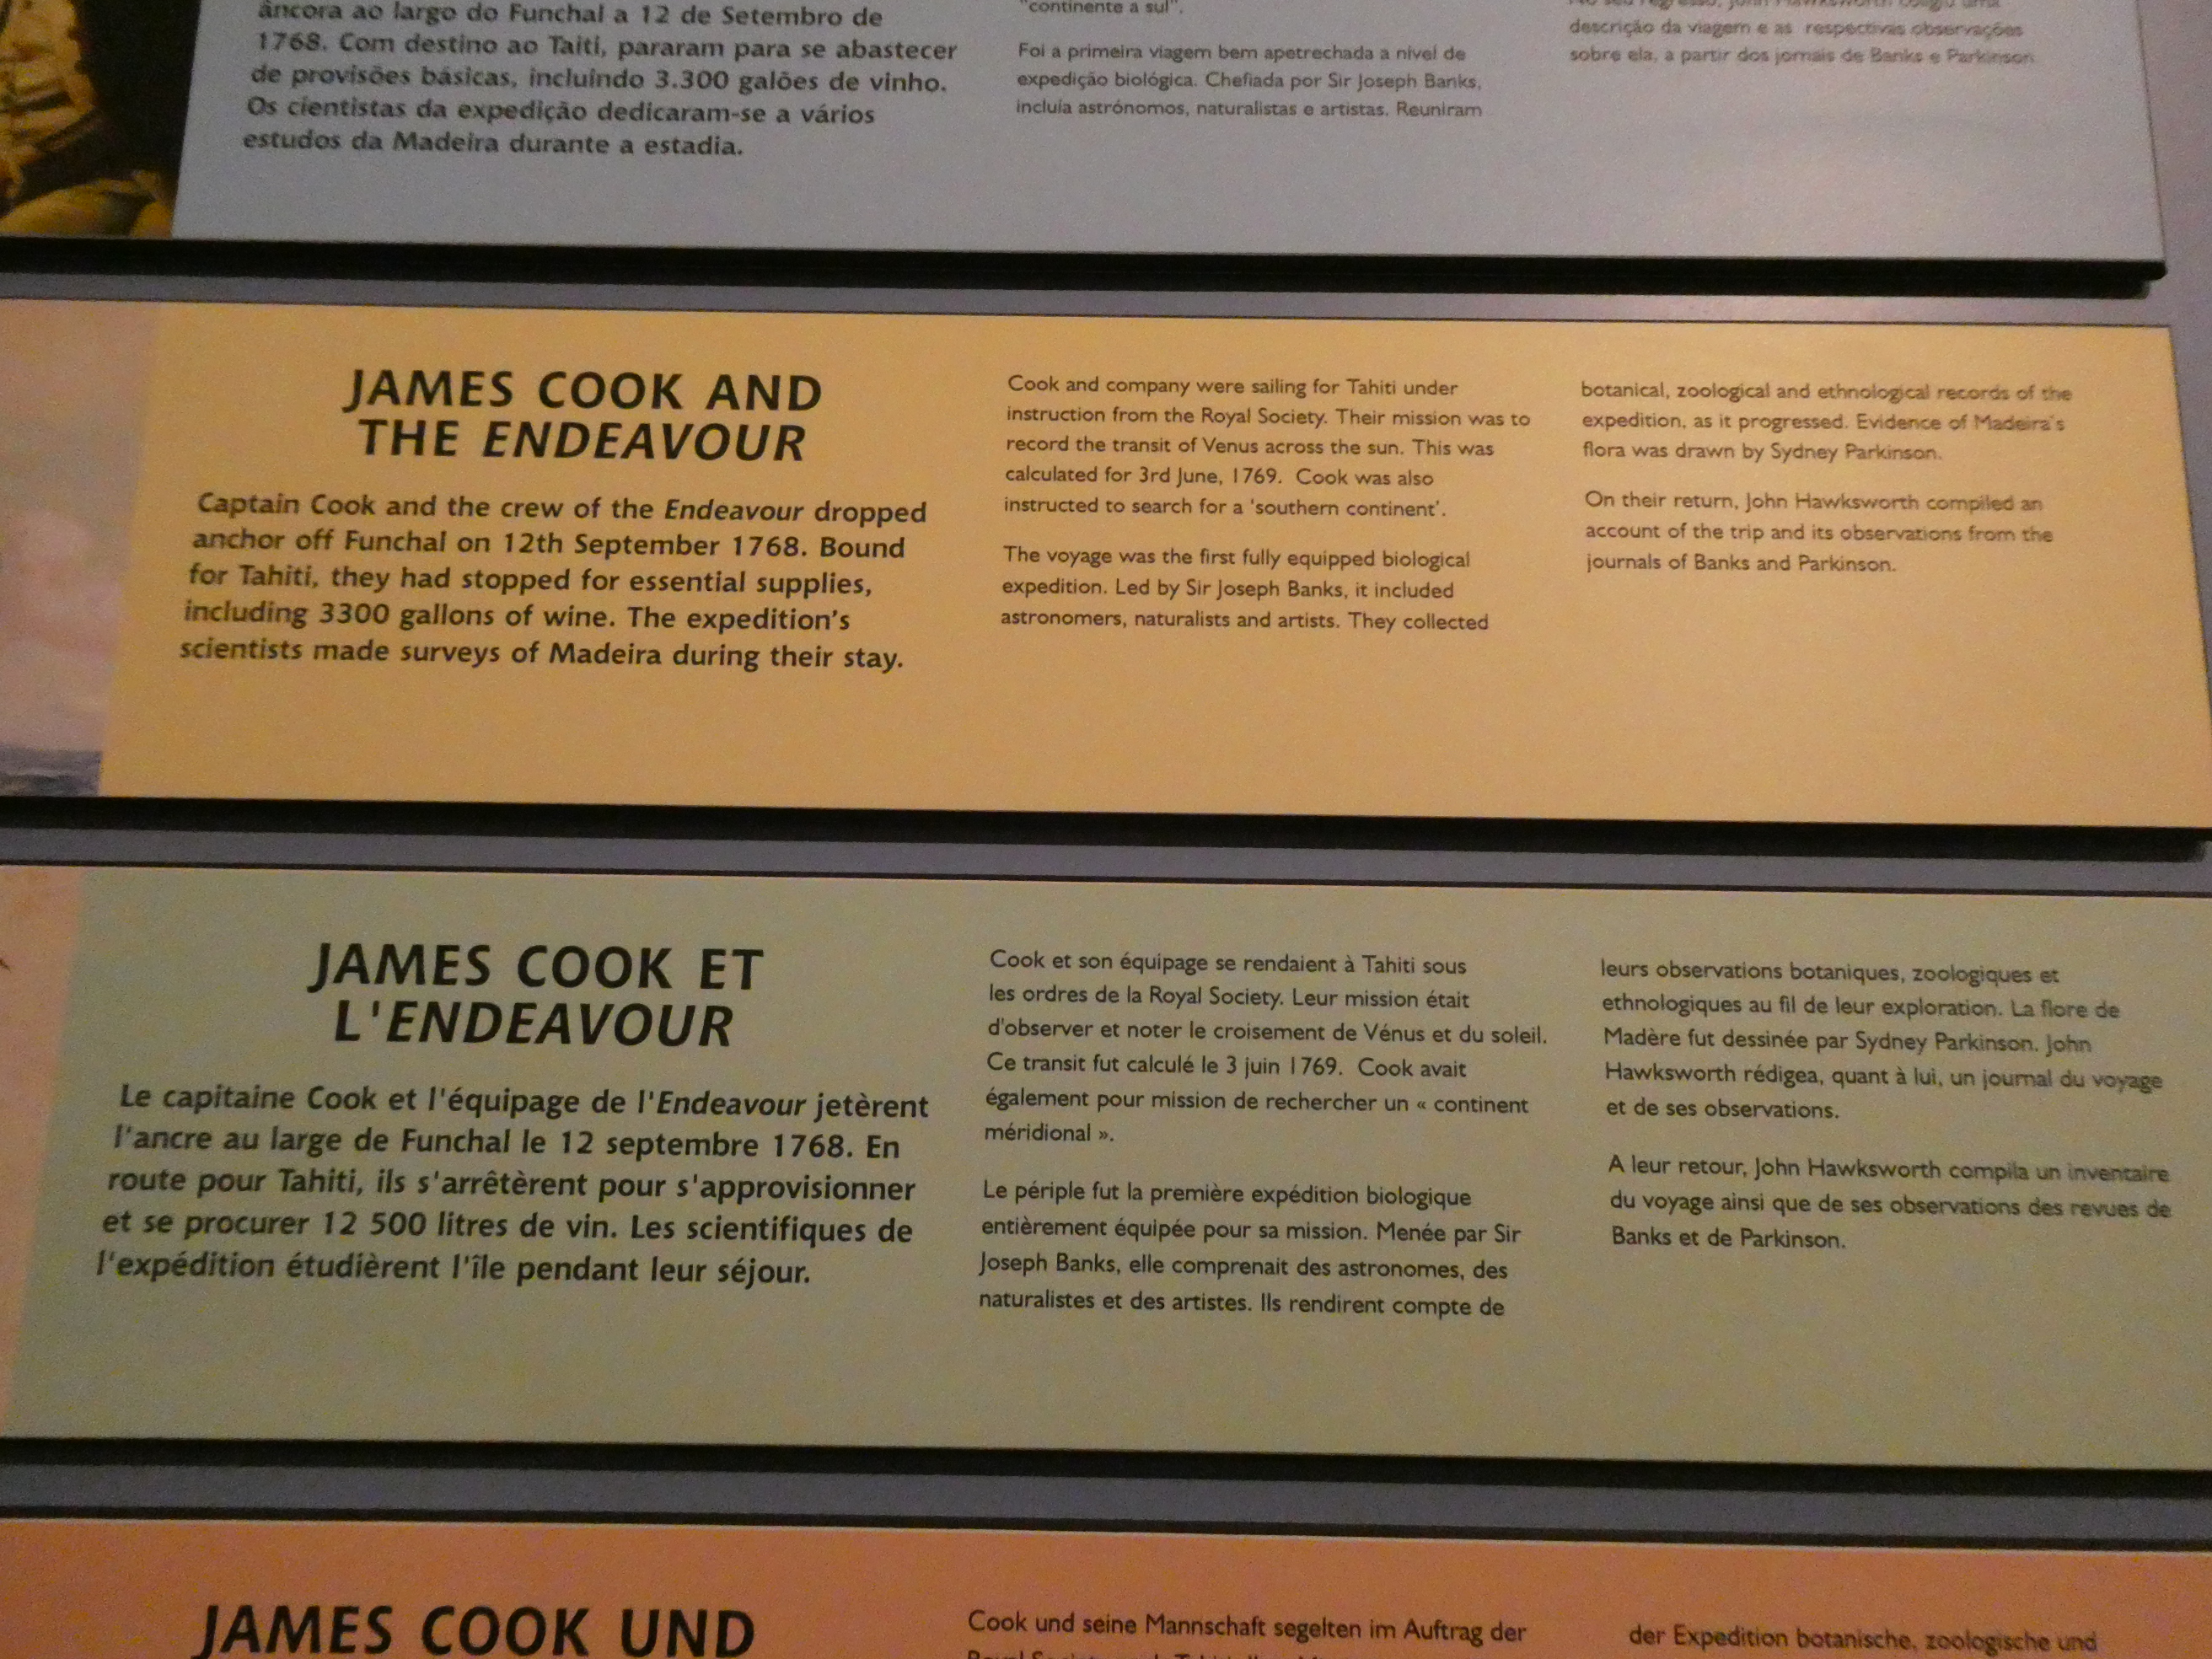 âncora ao largo do Funchal a 12 de Setembro de
1768. Com destino ao Taiti, pararam para se abastecer
de provisões básicas, incluindo 3.300 galões de vinho.
Os cientistas da expedição dedicaram-se a vários
estudos da Madeira durante a estadia.
"continente a sul".
Foi a primeira viagem bem apetrechada a nível de
expedição biológica. Chefiada por Sir Joseph Banks,
incluía astrónomos, naturalistas e artistas. Reuniram
descrição da viagem e as respectivas observações
sobre ela, a partir dos jornais de Banks e Parkinson.
JAMES COOK AND
THE ENDEAVOUR
Captain Cook and the crew of the Endeavour dropped
anchor off Funchal on 12th September 1768. Bound
for Tahiti, they had stopped for essential supplies,
including 3300 gallons of wine. The expedition's
scientists made surveys of Madeira during their stay.
Cook and company were sailing for Tahiti under
instruction from the Royal Society. Their mission was to
record the transit of Venus across the sun. This was
calculated for 3rd June, 1769. Cook was also
instructed to search for a 'southern continent'.
The voyage was the first fully equipped biological
expedition. Led by Sir Joseph Banks, it included
astronomers, naturalists and artists. They collected
botanical, zoological and ethnological records of the
expedition, as it progressed. Evidence of Madeira's
flora was drawn by Sydney Parkinson.
On their return, John Hawksworth compiled an
account of the trip and its observations from the
journals of Banks and Parkinson.
JAMES COOK ET
L'ENDEAVOUR
Le capitaine Cook et l'équipage de l'Endeavour jetèrent
l'ancre au large de Funchal le 12 septembre 1768. En
route pour Tahiti, ils s'arrêtèrent pour s'approvisionner
et se procurer 12 500 litres de vin. Les scientifiques de
l'expédition étudièrent l'île pendant leur séjour.
Cook et son équipage se rendaient à Tahiti sous
les ordres de la Royal Society. Leur mission était
d'observer et noter le croisement de Vénus et du soleil.
Ce transit fut calculé le 3 juin 1769. Cook avait
également pour mission de rechercher un « continent
méridional ».
Le périple fut la première expédition biologique
entièrement équipée pour sa mission. Menée par Sir
Joseph Banks, elle comprenait des astronomes, des
naturalistes et des artistes. Ils rendirent compte de
leurs observations botaniques, zoologiques et
ethnologiques au fil de leur exploration. La flore de
Madère fut dessinée par Sydney Parkinson. John
Hawksworth rédigea, quant à lui, un journal du voyage
et de ses observations.
A leur retour, John Hawksworth compila un inventaire
du voyage ainsi que de ses observations des revues de
Banks et de Parkinson.
JAMES COOK UND
Cook und seine Mannschaft segelten im Auftrag der
der Expedition botanische, zoologische und